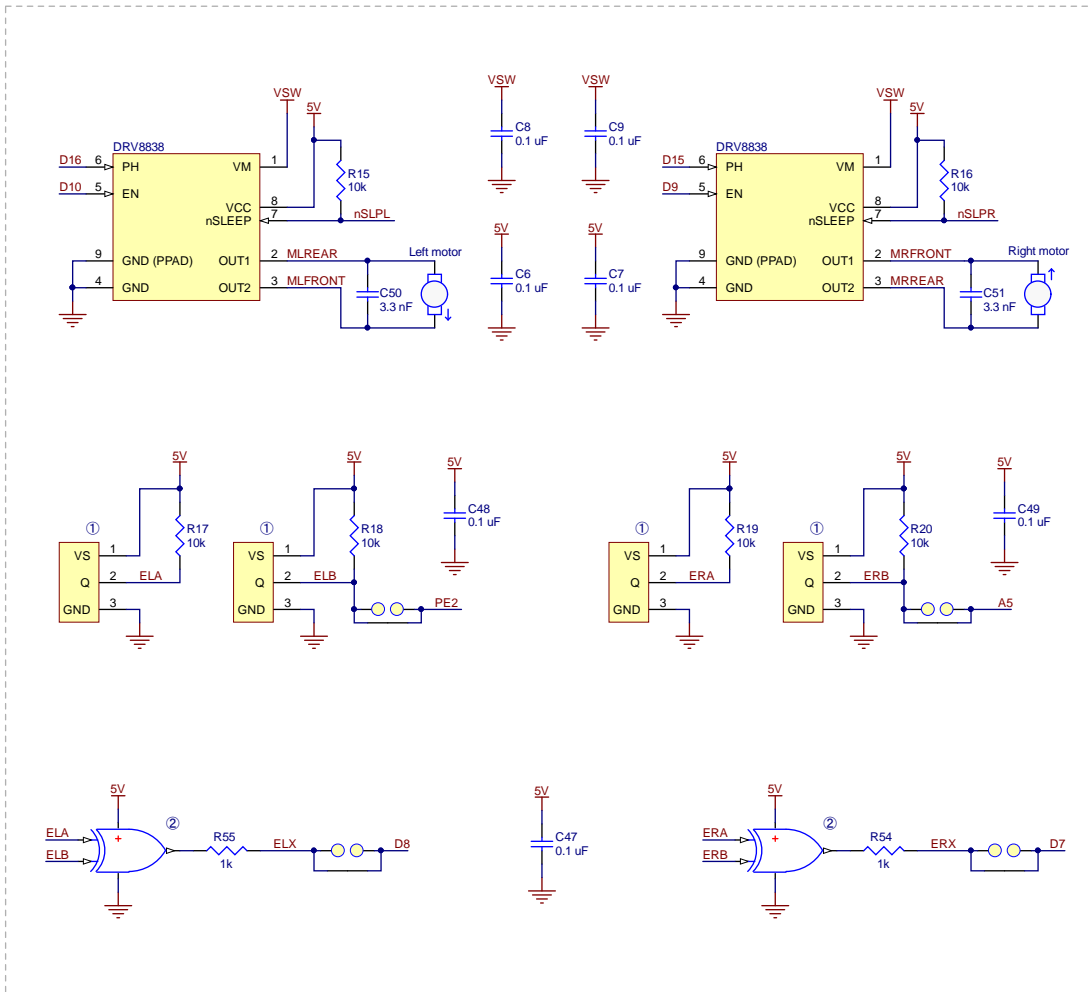 VSW
5V
DRV8838
D16 6 PH
VM 1
D10 5 EN
R15
10k
VCC 8
nSLEEP 7
nSLPL
9 GND (PPAD)
OUT1 2 MLREAR
Left motor
4 GND
OUT2 3 MLFRONT
C50
3.3 nF
VSW
C8
0.1 uF
VSW
C9
0.1 uF
5V
C6
0.1 uF
5V
C7
0.1 uF
VSW
5V
DRV8838
D15 6 PH
VM 1
D9 5 EN
R16
10k
VCC 8
nSLEEP 7
nSLPR
9 GND (PPAD)
OUT1 2 MRFRONT
Right motor
4 GND
OUT2 3 MRREAR
C51
3.3 nF
5V
①
R17
10k
VS 1
Q 2 ELA
GND 3
5V
①
R18
10k
VS 1
Q 2 ELB
GND 3
PE2
5V
C48
0.1 uF
5V
①
R19
10k
VS 1
Q 2 ERA
GND 3
5V
①
R20
10k
VS 1
Q 2 ERB
GND 3
A5
5V
C49
0.1 uF
5V
②
ELA
+
ELB
R55
1k
ELX
D8
5V
C47
0.1 uF
5V
②
ERA
+
ERB
R54
1k
ERX
D7